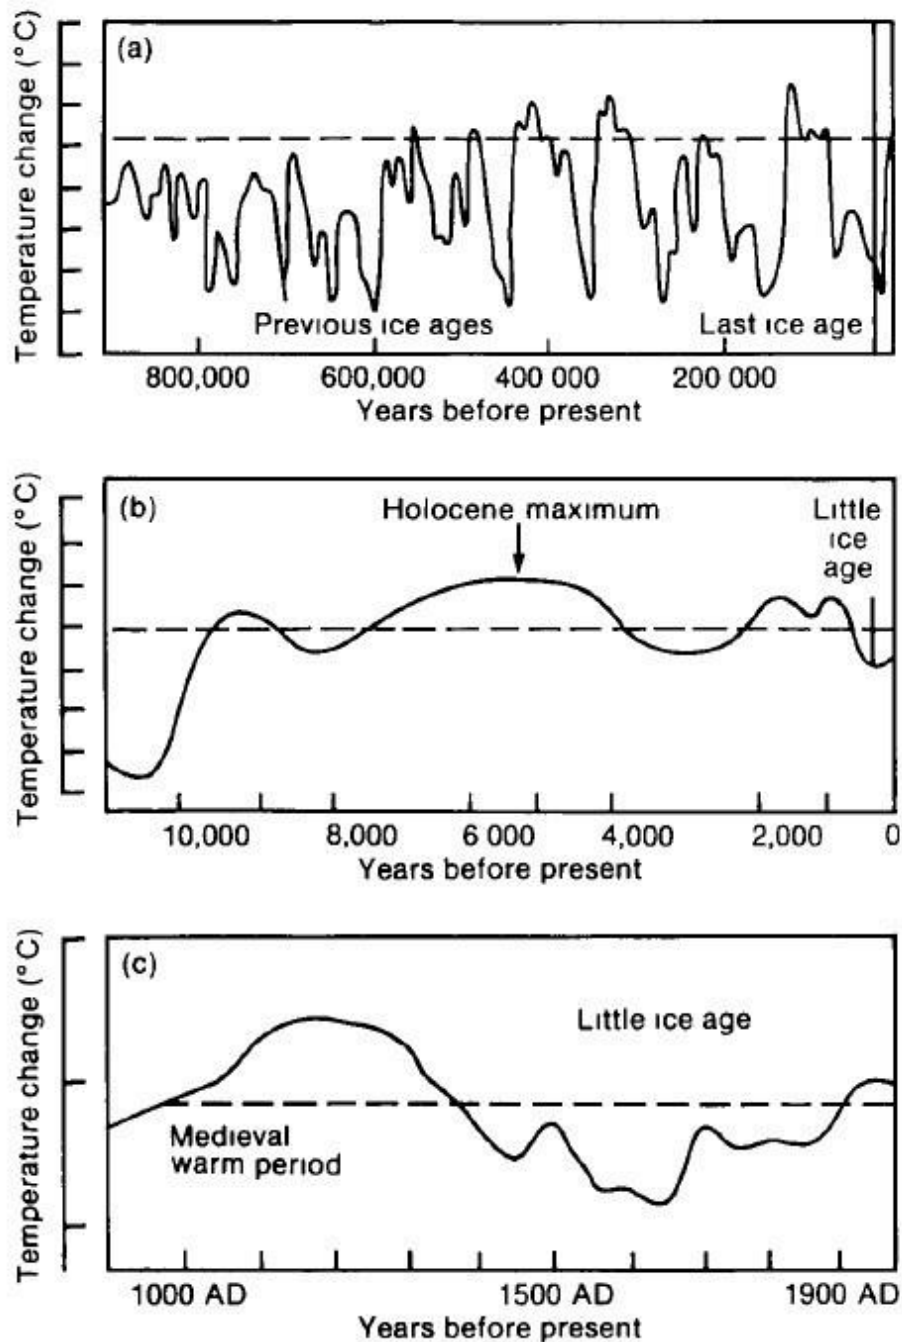 Temperature change (°C)
(a)
Previous ice ages
Last ice age
800,000 600,000 400 000 200 000
Years before present
Temperature change (°C)
(b)
Holocene maximum
Little
ice
age
10,000 8,000 6 000 4,000 2,000 0
Years before present
Temperature change (°C)
(c)
Little ice age
Medieval
warm period
1000 AD 1500 AD 1900 AD
Years before present